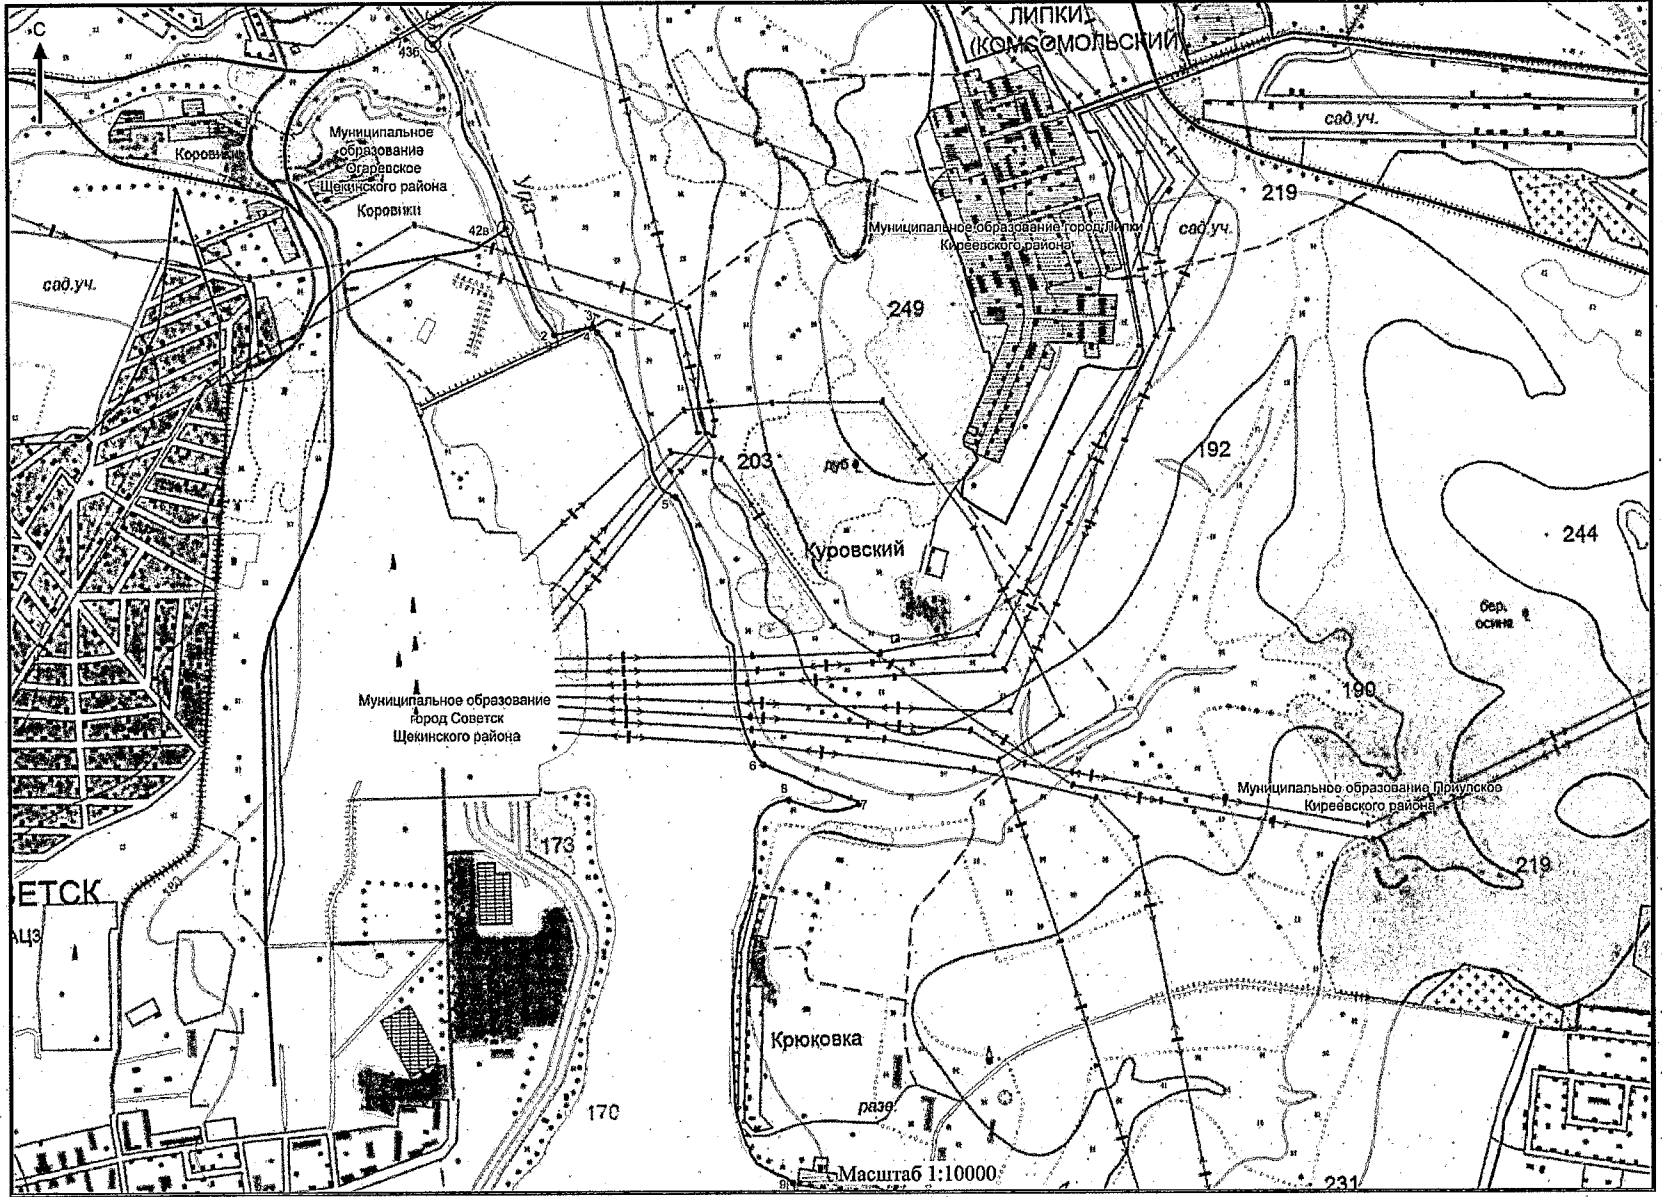 С
43б
ЛИПКИ
(КОМСОМОЛЬСКИЙ)
сад.уч.
Коровики
Муниципальное
образование
Огаревское
Щекинского района
Коровики
Упа
219
42в
Муниципальное образование город Липки
Киреевского района
сад.уч.
сад.уч.
249
2
3
4
192
203
дуб
5
244
Куровский
бер.
осина
190
Муниципальное образование
город Советск
Щекинского района
6
8
7
Муниципальное образование Приупское
Киреевского района
173
219
ЕТСК
АЦЗ
Крюковка
170
разв.
9
Масштаб 1:10000
231